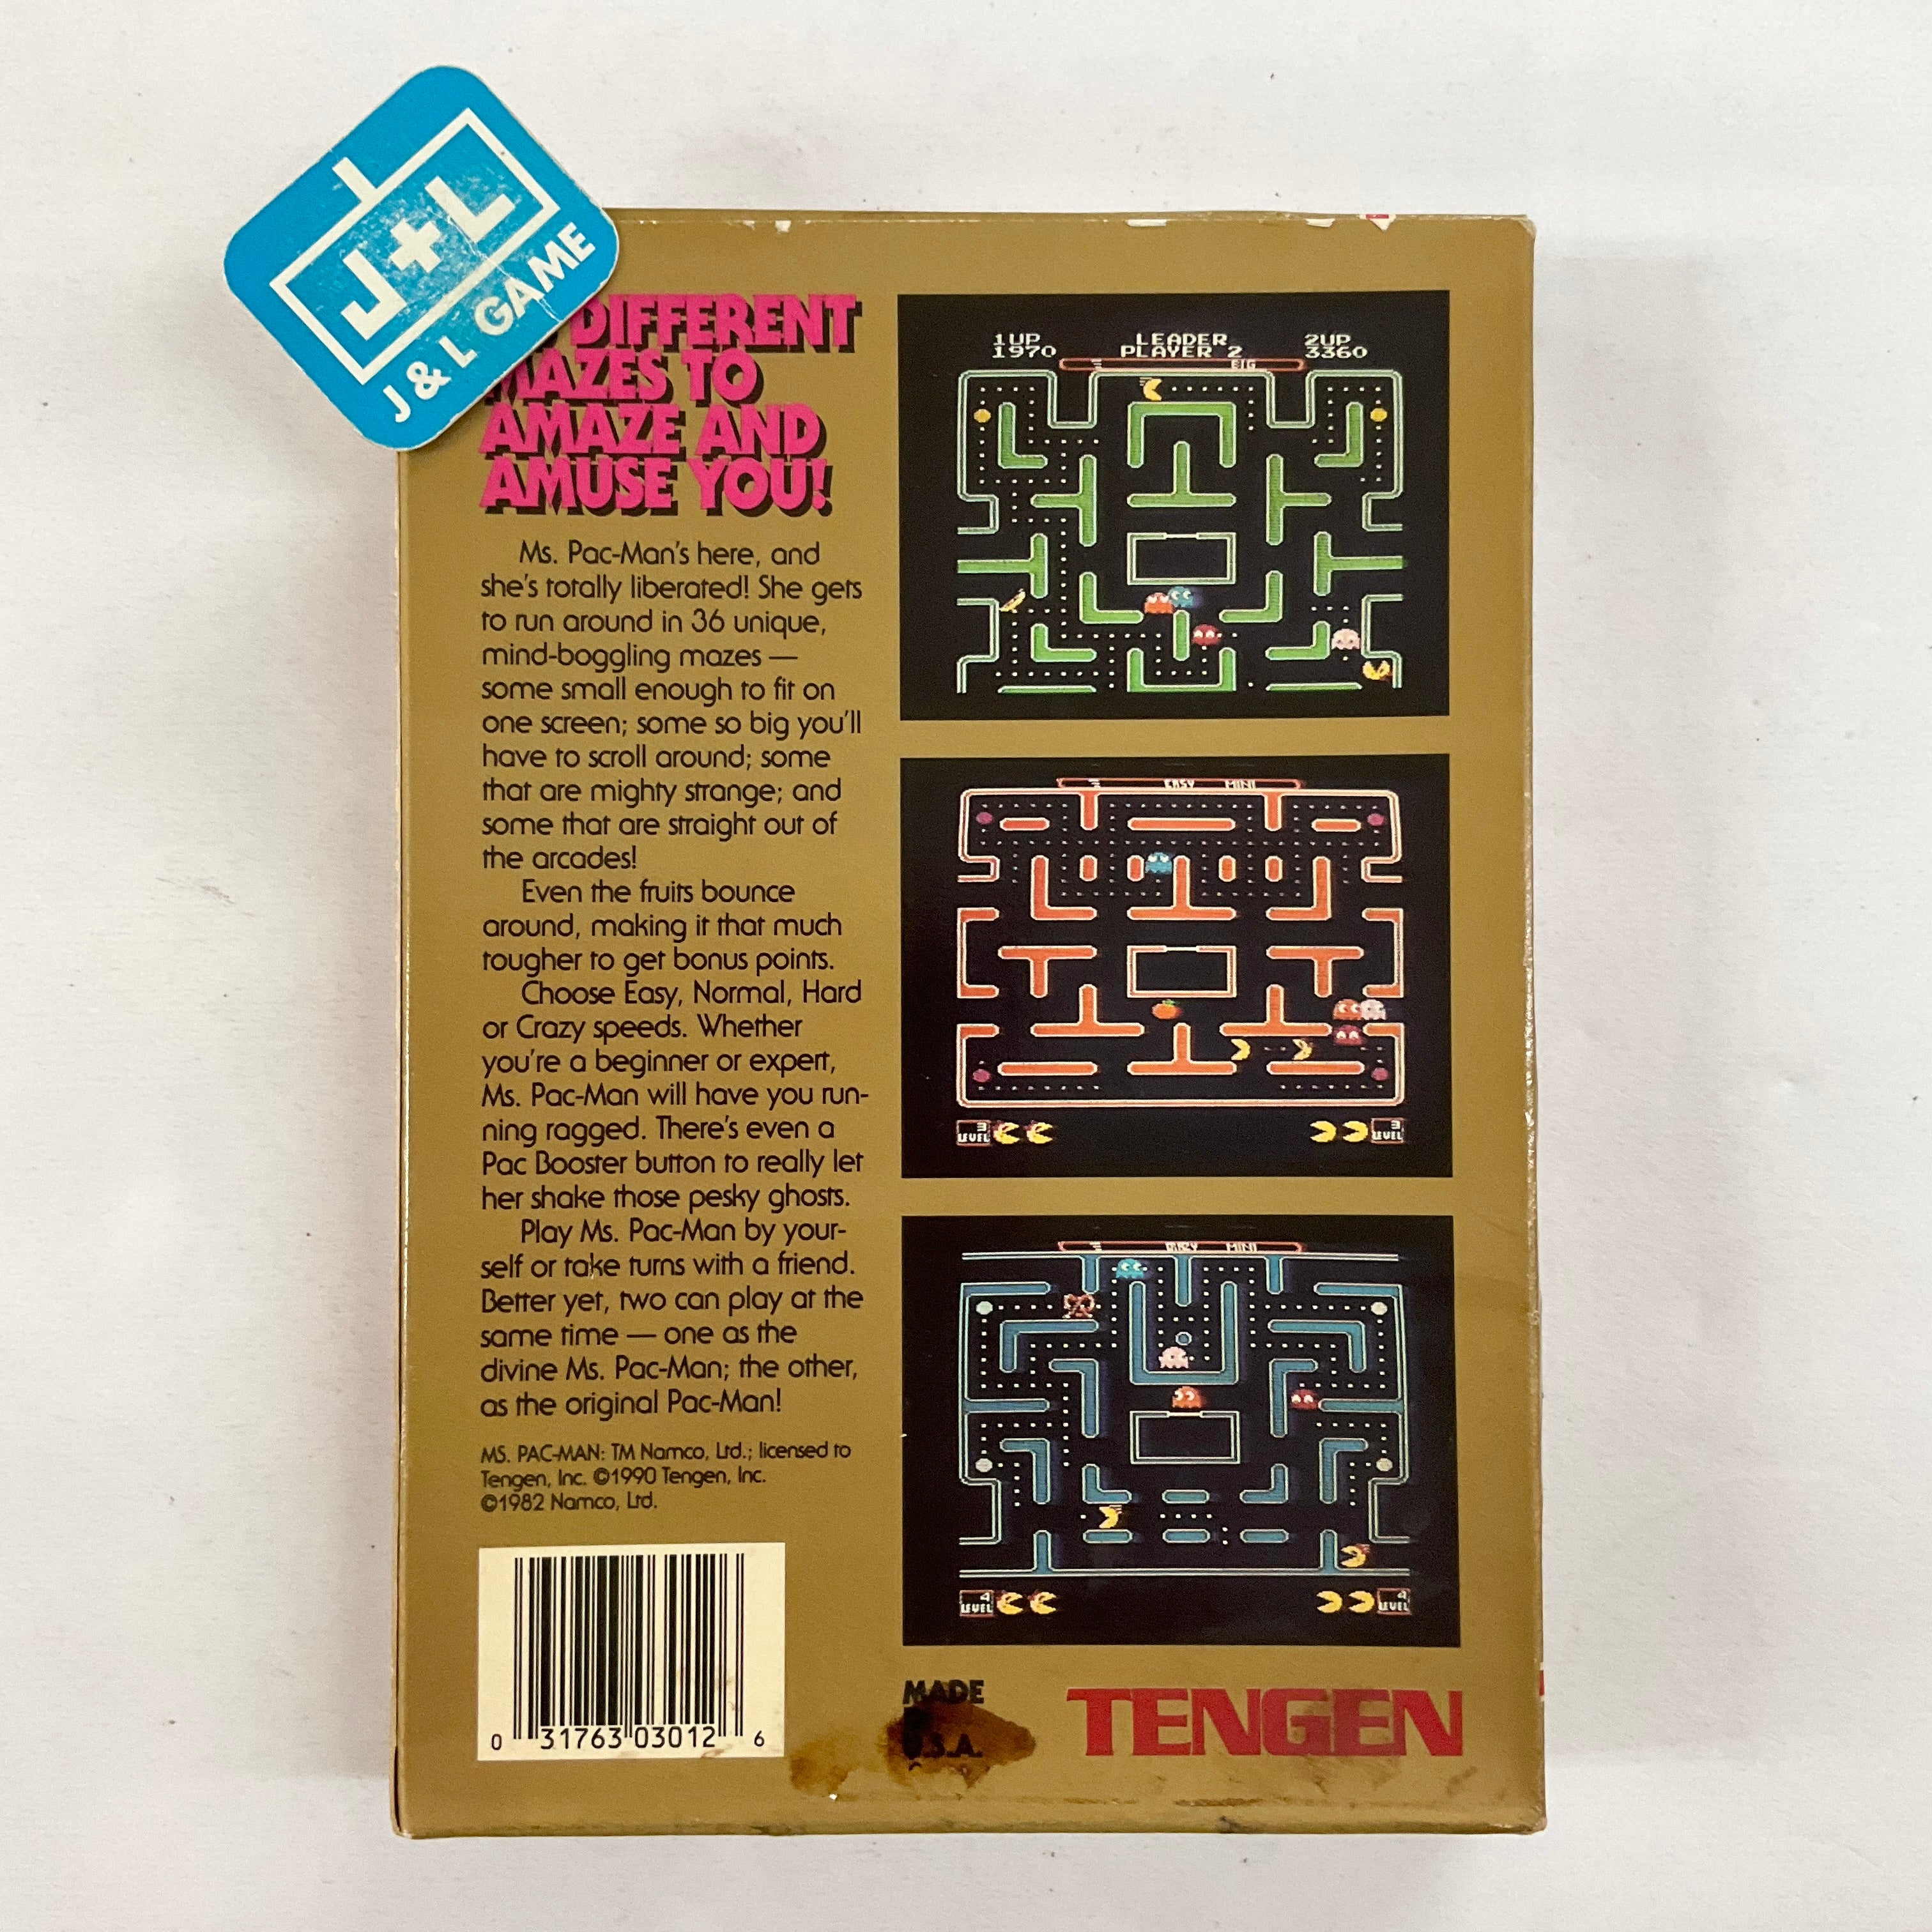 J+L
J & L GAME
DIFFERENT
MAZES TO
AMAZE AND
AMUSE YOU!
Ms. Pac-Man's here, and
she's totally liberated! She gets
to run around in 36 unique,
mind-boggling mazes —
some small enough to fit on
one screen; some so big you'll
have to scroll around; some
that are mighty strange; and
some that are straight out of
the arcades!
Even the fruits bounce
around, making it that much
tougher to get bonus points.
Choose Easy, Normal, Hard
or Crazy speeds. Whether
you're a beginner or expert,
Ms. Pac-Man will have you run-
ning ragged. There's even a
Pac Booster button to really let
her shake those pesky ghosts.
Play Ms. Pac-Man by your-
self or take turns with a friend.
Better yet, two can play at the
same time — one as the
divine Ms. Pac-Man; the other,
as the original Pac-Man!
MS. PAC-MAN: TM Namco, Ltd.; licensed to
Tengen, Inc. ©1990 Tengen, Inc.
©1982 Namco, Ltd.
0 31763 03012 6
1UP LEADER 2UP
1970 PLAYER 2 3360
BIG
EASY MINI
3 3
LEVEL LEVEL
MINI
4 4
LEVEL LEVEL
MADE
U.S.A.
TENGEN